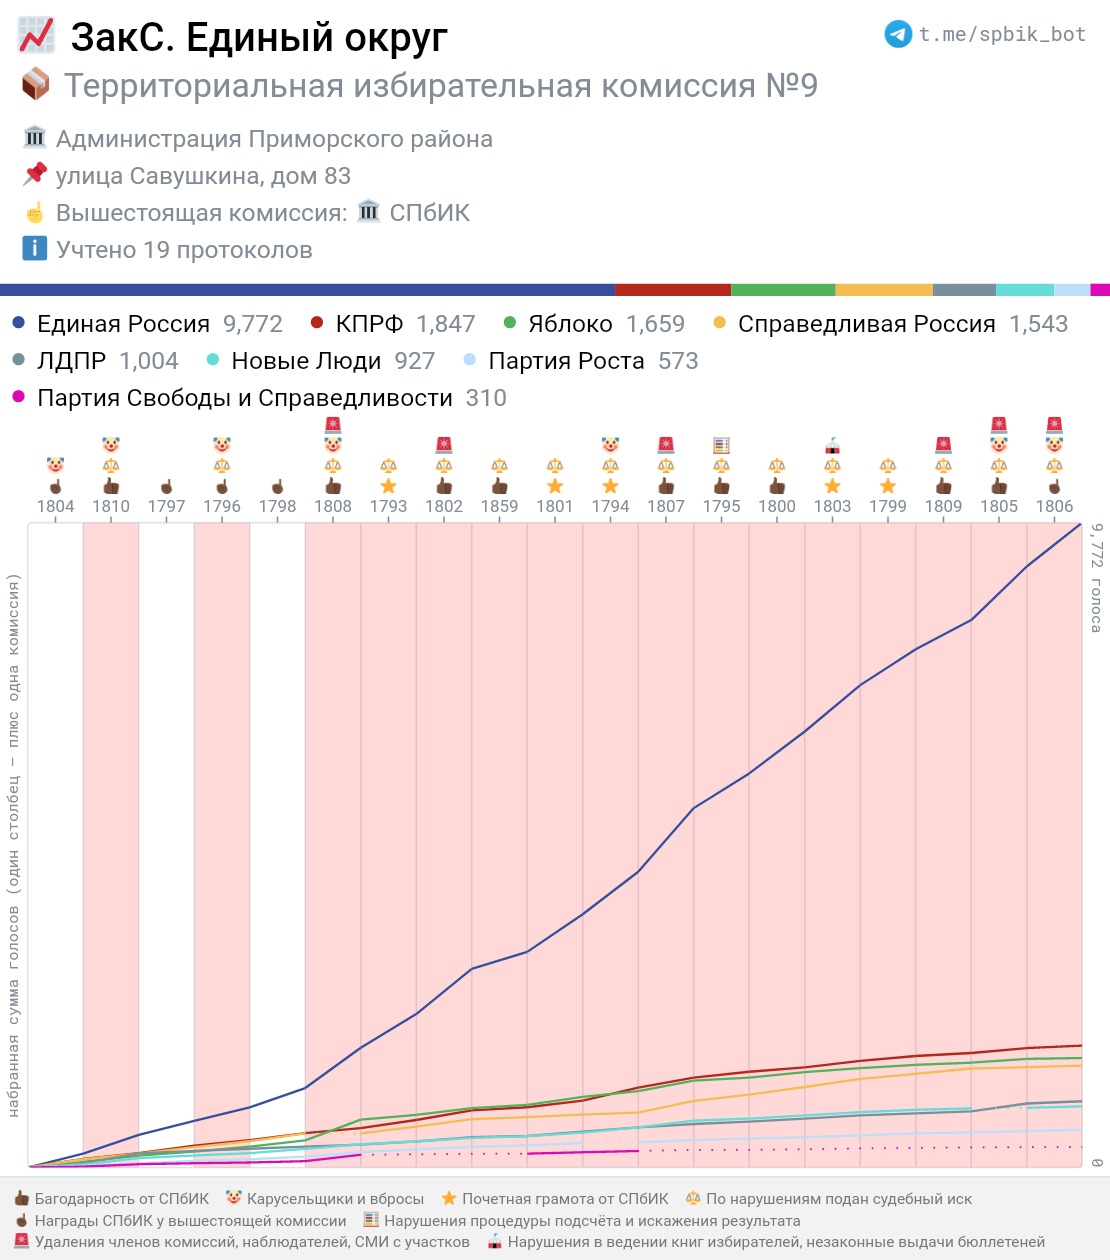 ЗакС. Единый округ
t.me/spbik_bot
Территориальная избирательная комиссия №9
Администрация Приморского района
улица Савушкина, дом 83
Вышестоящая комиссия: СПбИК
Учтено 19 протоколов
Единая Россия 9,772 КПРФ 1,847 Яблоко 1,659 Справедливая Россия 1,543
ЛДПР 1,004 Новые Люди 927 Партия Роста 573
Партия Свободы и Справедливости 310
1804 1810 1797 1796 1798 1808 1793 1802 1859 1801 1794 1807 1795 1800 1803 1799 1809 1805 1806
набранная сумма голосов (один столбец – плюс одна комиссия)
9,772 голоса
0
Багодарность от СПбИК Карусельщики и вбросы Почетная грамота от СПбИК По нарушениям подан судебный иск
Награды СПбИК у вышестоящей комиссии Нарушения процедуры подсчёта и искажения результата
Удаления членов комиссий, наблюдателей, СМИ с участков Нарушения в ведении книг избирателей, незаконные выдачи бюллетеней